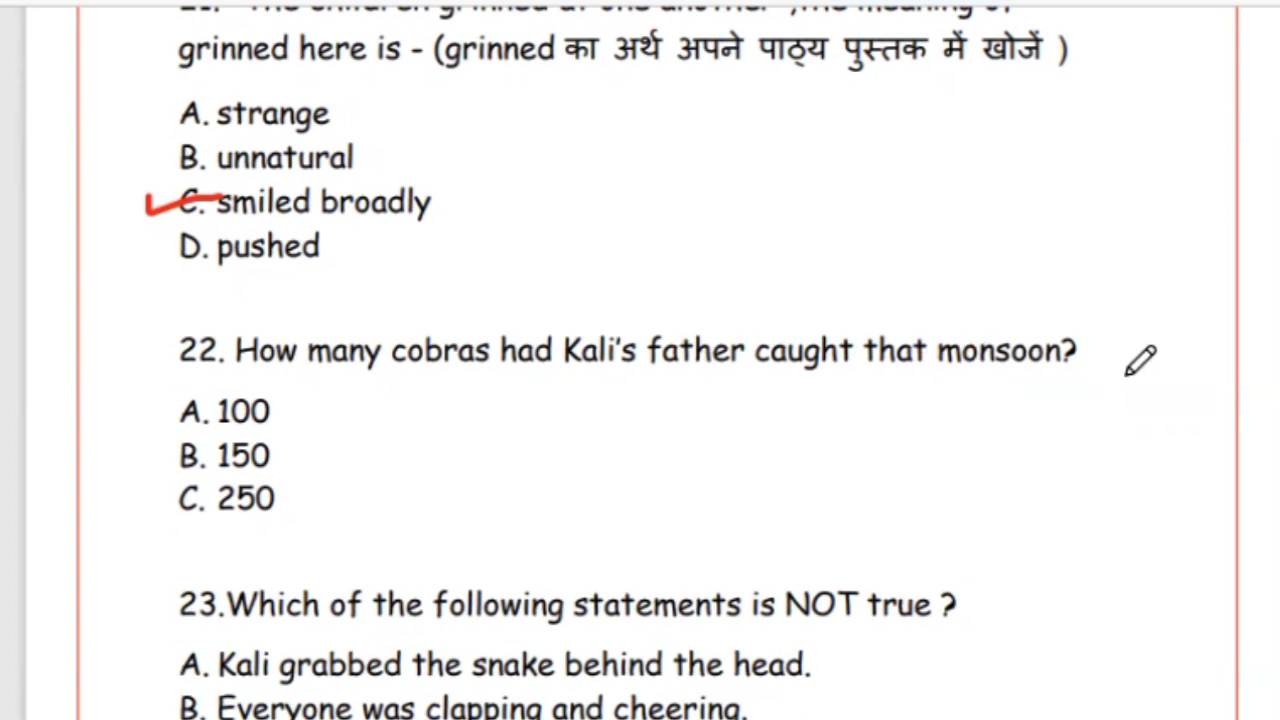 grinned here is - (grinned का अर्थ अपने पाठ्य पुस्तक में खोजें )
A. strange
B. unnatural
C. smiled broadly
D. pushed
22. How many cobras had Kali's father caught that monsoon?
A. 100
B. 150
C. 250
23.Which of the following statements is NOT true ?
A. Kali grabbed the snake behind the head.
B. Everyone was clapping and cheering.